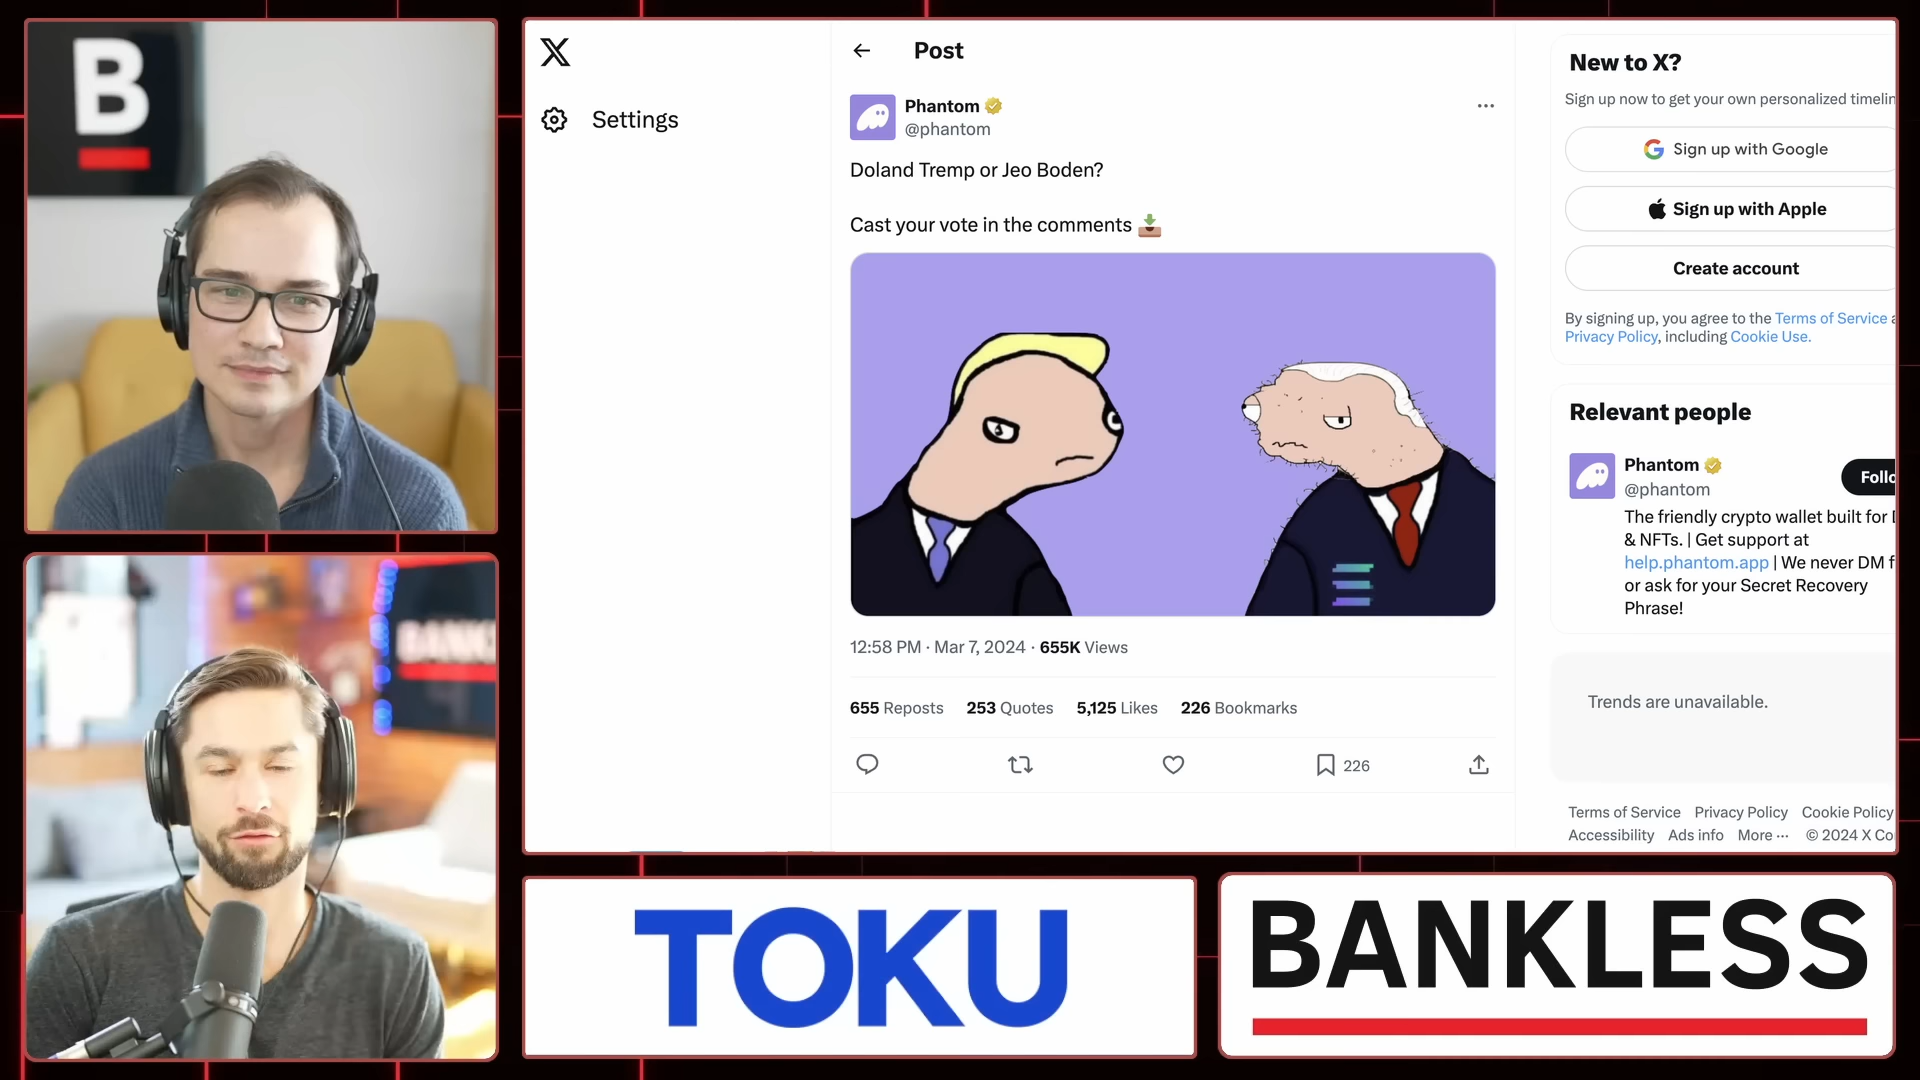 B
BANKL
Settings
Post
Phantom
@phantom
Doland Tremp or Jeo Boden?
Cast your vote in the comments
12:58 PM · Mar 7, 2024 · 655K Views
655 Reposts 253 Quotes 5,125 Likes 226 Bookmarks
226
New to X?
Sign up now to get your own personalized timelin
Sign up with Google
Sign up with Apple
Create account
By signing up, you agree to the Terms of Service a
Privacy Policy, including Cookie Use.
Relevant people
Phantom
@phantom
Follo
The friendly crypto wallet built for D
& NFTs. | Get support at
help.phantom.app | We never DM f
or ask for your Secret Recovery
Phrase!
Trends are unavailable.
Terms of Service Privacy Policy Cookie Policy
Accessibility Ads info More ··· © 2024 X Co
TOKU
BANKLESS